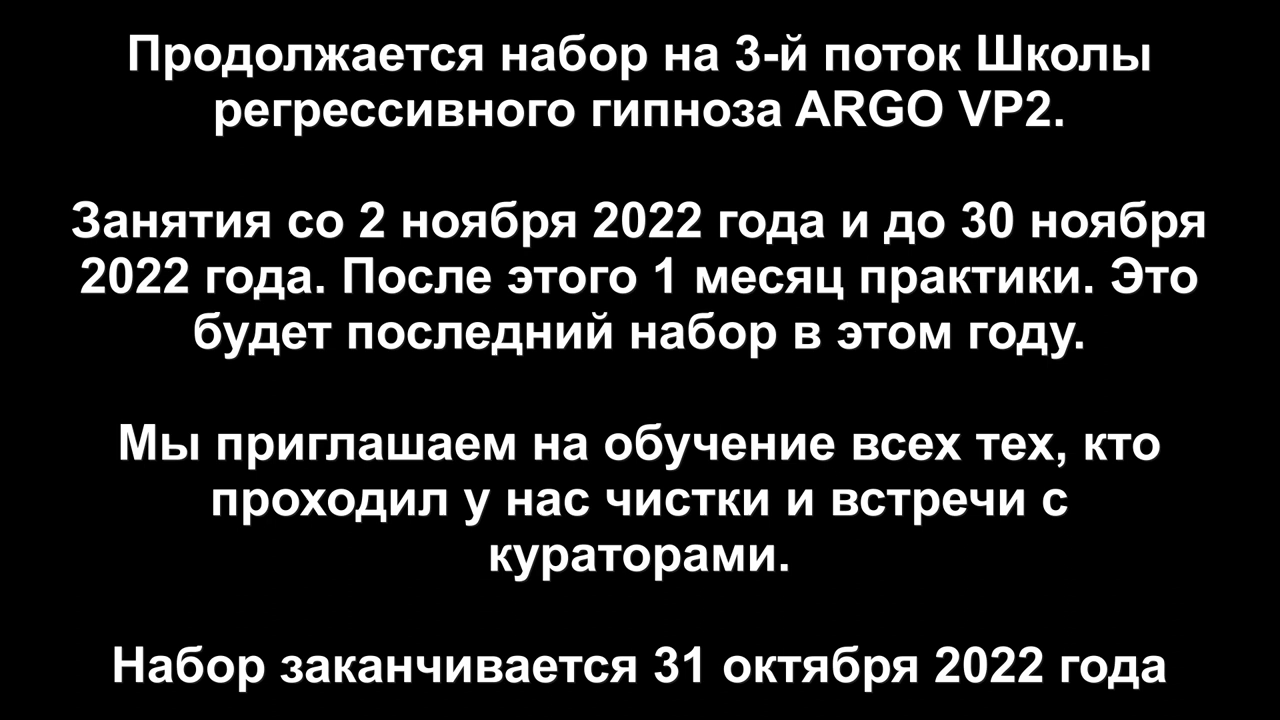 Продолжается набор на 3-й поток Школы
регрессивного гипноза ARGO VP2.
Занятия со 2 ноября 2022 года и до 30 ноября
2022 года. После этого 1 месяц практики. Это
будет последний набор в этом году.
Мы приглашаем на обучение всех тех, кто
проходил у нас чистки и встречи с
кураторами.
Набор заканчивается 31 октября 2022 года